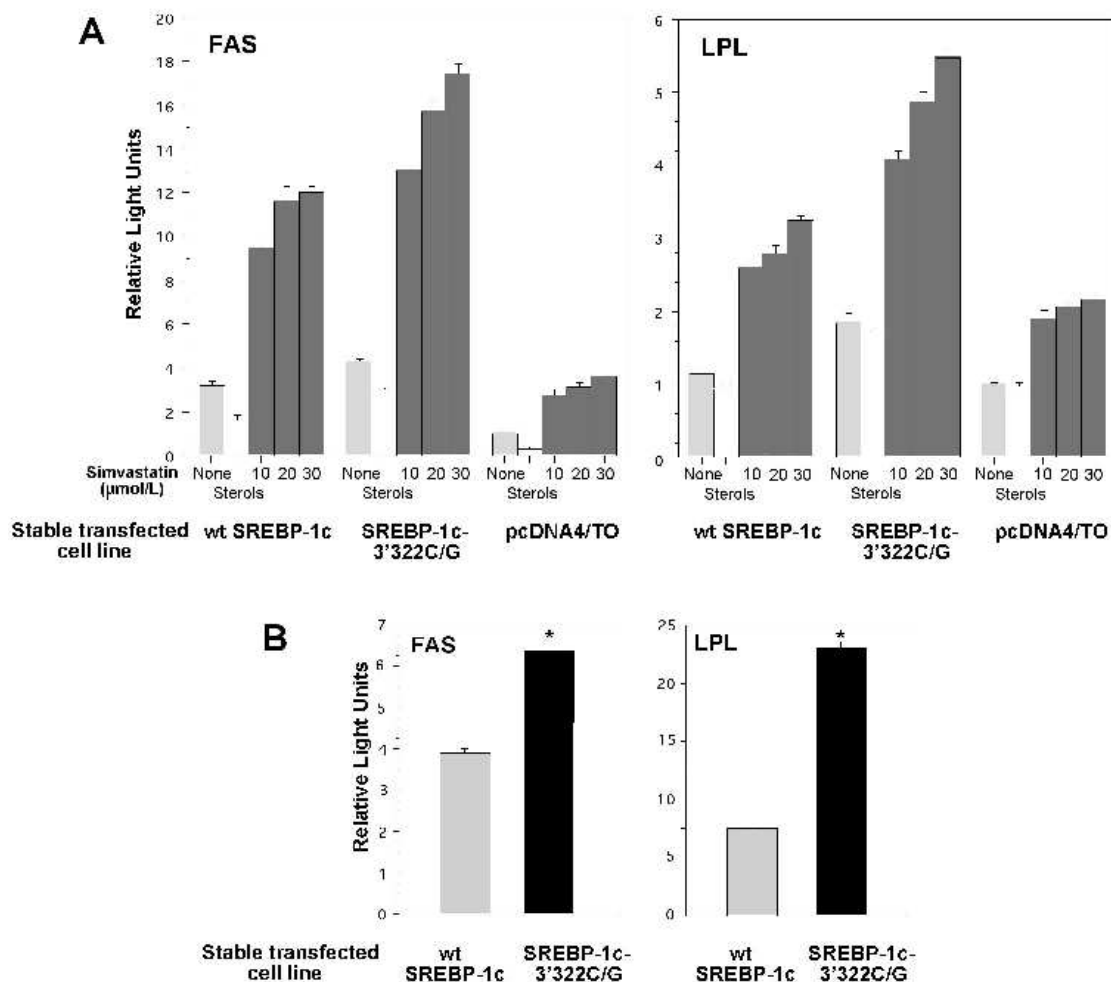 A
FAS
LPL
Relative Light Units
20
18
16
14
12
10
8
6
4
2
0
6
5
4
3
2
1
0
Simvastatin None 10 20 30 None 10 20 30 None 10 20 30 None 10 20 30 None 10 20 30 None 10 20 30
(µmol/L) Sterols Sterols Sterols Sterols Sterols Sterols
Stable transfected wt SREBP-1c SREBP-1c- pcDNA4/TO wt SREBP-1c SREBP-1c- pcDNA4/TO
cell line 3'322C/G 3'322C/G
B
FAS * LPL *
Relative Light Units
7
6
5
4
3
2
1
0
25
20
15
10
5
0
Stable transfected wt SREBP-1c- wt SREBP-1c-
cell line SREBP-1c 3'322C/G SREBP-1c 3'322C/G